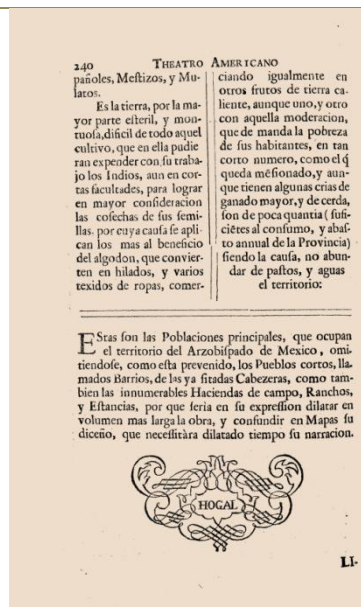 240 THEATRO AMERICANO
pañoles, Meſtizos, y Mu-
latos.
Es la tierra, por la ma-
yor parte eſteril, y mon-
tuoſa, dificil de todo aquel
cultivo, que en ella pudie
ran expender con ſu traba-
jo los Indios, aun en cor-
tas facultades, para lograr
en mayor conſideracion
las coſechas de ſus ſemi-
llas. por cuya cauſa ſe apli-
can los mas al beneficio
del algodon, que convier-
ten en hilados, y varios
texidos de ropas, comer-
ciando igualmente en
otros frutos de tierra ca-
liente, aunque uno, y otro
con aquella moderacion,
que demanda la pobreza
de ſus habitantes, en tan
corto numero, como el q̃
queda mẽſionado, y aun-
que tienen algunas crias de
ganado mayor, y de cerda,
ſon de poca quantia ( ſufi-
ciẽtes al conſumo, y abaſ-
to annual de la Provincia)
ſiendo la cauſa, no abun-
dar de paſtos, y aguas
el territorio:
EStas ſon las Poblaciones principales, que ocupan
el territorio del Arzobiſpado de Mexico, omi-
tiendoſe, como eſta prevenido, los Pueblos cortos, lla-
mados Barrios, de las ya ſitadas Cabezeras, como tam-
bien las innumerables Haciendas de campo, Ranchos,
y Eſtancias, por que ſeria en ſu expreſſion dilatar en
volumen mas larga la obra, y confundir en Mapas ſu
diceño, que neceſſitàra dilatado tiempo ſu narracion.
HOGAL
LI-